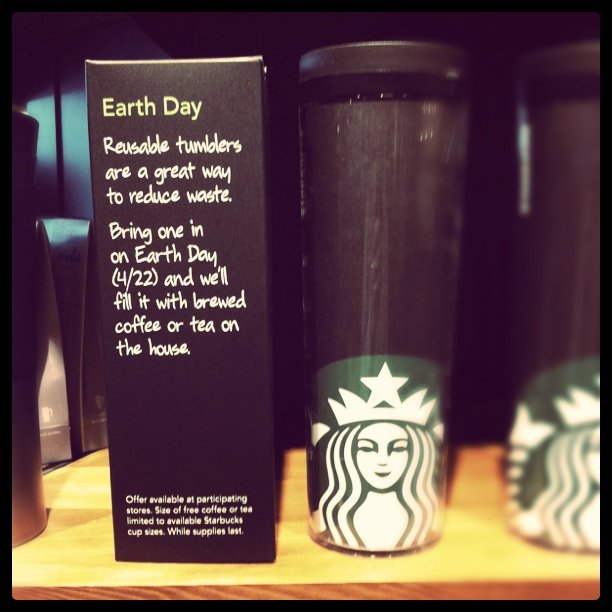 Earth Day
Reusable tumblers
are a great way
to reduce waste.
Bring one in
on Earth Day
(4/22) and we'll
fill it with brewed
coffee or tea on
the house.
Offer available at participating
stores. Size of free coffee or tea
limited to available Starbucks
cup sizes. While supplies last.